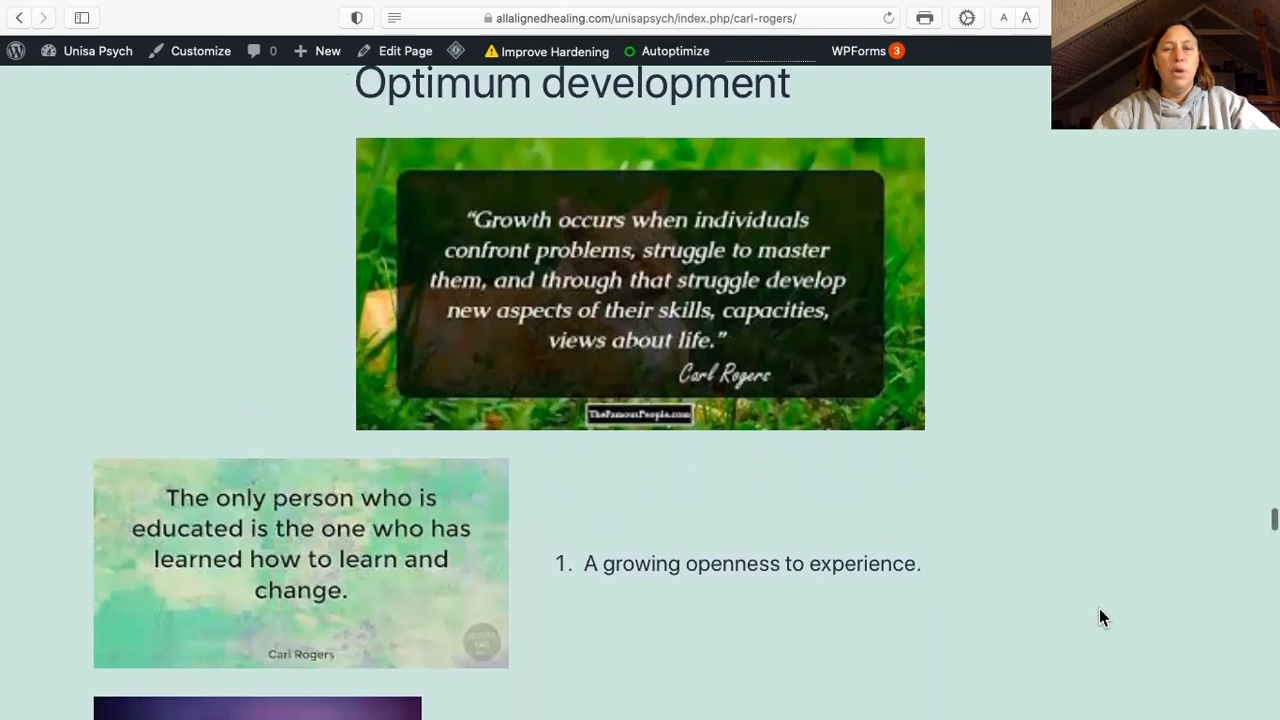 allalignedhealing.com/unisapsych/index.php/carl-rogers/
A A
Unisa Psych Customize 0 New Edit Page Improve Hardening Autoptimize WPForms 3
Optimum development
“Growth occurs when individuals
confront problems, struggle to master
them, and through that struggle develop
new aspects of their skills, capacities,
views about life.”
Carl Rogers
TheFamousPeople.com
The only person who is
educated is the one who has
learned how to learn and
change.
Carl Rogers
1. A growing openness to experience.